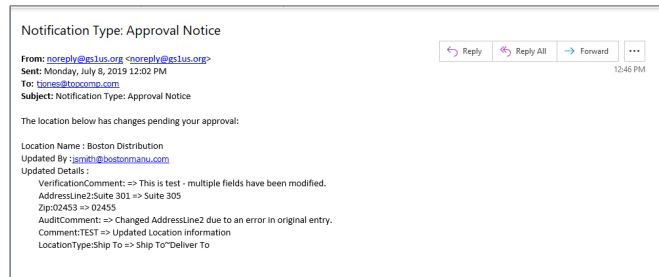 Notification Type: Approval Notice
Reply
Reply All
Forward
12:46 PM
From: noreply@gs1us.org <noreply@gs1us.org>
Sent: Monday, July 8, 2019 12:02 PM
To: tjones@topcomp.com
Subject: Notification Type: Approval Notice
The location below has changes pending your approval:
Location Name : Boston Distribution
Updated By :jsmith@bostonmanu.com
Updated Details :
VerificationComment: => This is test - multiple fields have been modified.
AddressLine2:Suite 301 => Suite 305
Zip:02453 => 02455
AuditComment: => Changed AddressLine2 due to an error in original entry.
Comment:TEST => Updated Location information
LocationType:Ship To => Ship To~Deliver To